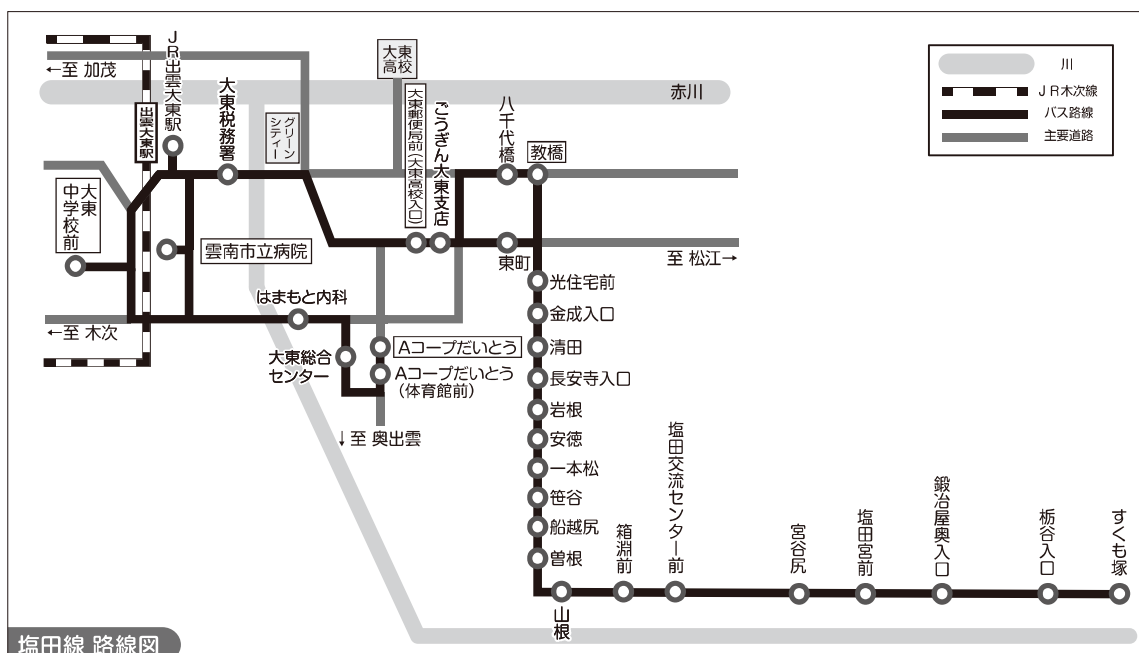 ←至 加茂
JR出雲大東駅
出雲大東駅
大東税務署
グリーン
シティー
大東
高校
大東郵便局前(大東高校入口)
ごうぎん大東支店
八千代橋
教橋
赤川
川
JR木次線
バス路線
主要道路
大東
中学校前
雲南市立病院
東町
至 松江→
←至 木次
はまもと内科
大東総合
センター
Aコープだいとう
Aコープだいとう
(体育館前)
↓至 奥出雲
光住宅前
金成入口
清田
長安寺入口
岩根
安徳
一本松
笹谷
船越尻
曽根
山根
箱淵前
塩田交流センター前
宮谷尻
塩田宮前
鍛冶屋奥入口
栃谷入口
すくも塚
塩田線 路線図